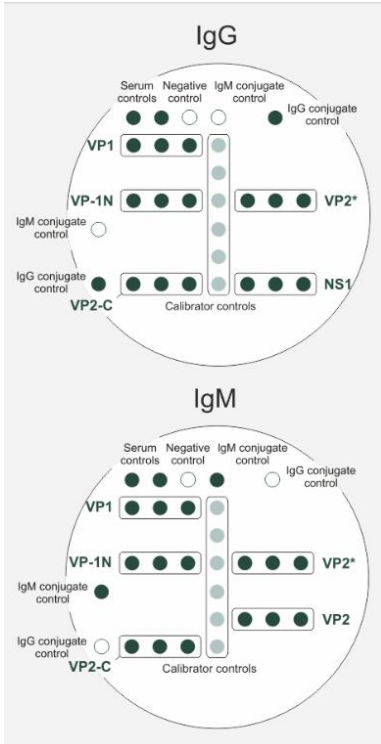 IgG
Serum controls
Negative control
IgM conjugate control
IgG conjugate control
VP1
VP-1N
VP2*
IgM conjugate control
IgG conjugate control
VP2-C
NS1
Calibrator controls
IgM
Serum controls
Negative control
IgM conjugate control
IgG conjugate control
VP1
VP-1N
VP2*
IgM conjugate control
VP2
IgG conjugate control
VP2-C
Calibrator controls